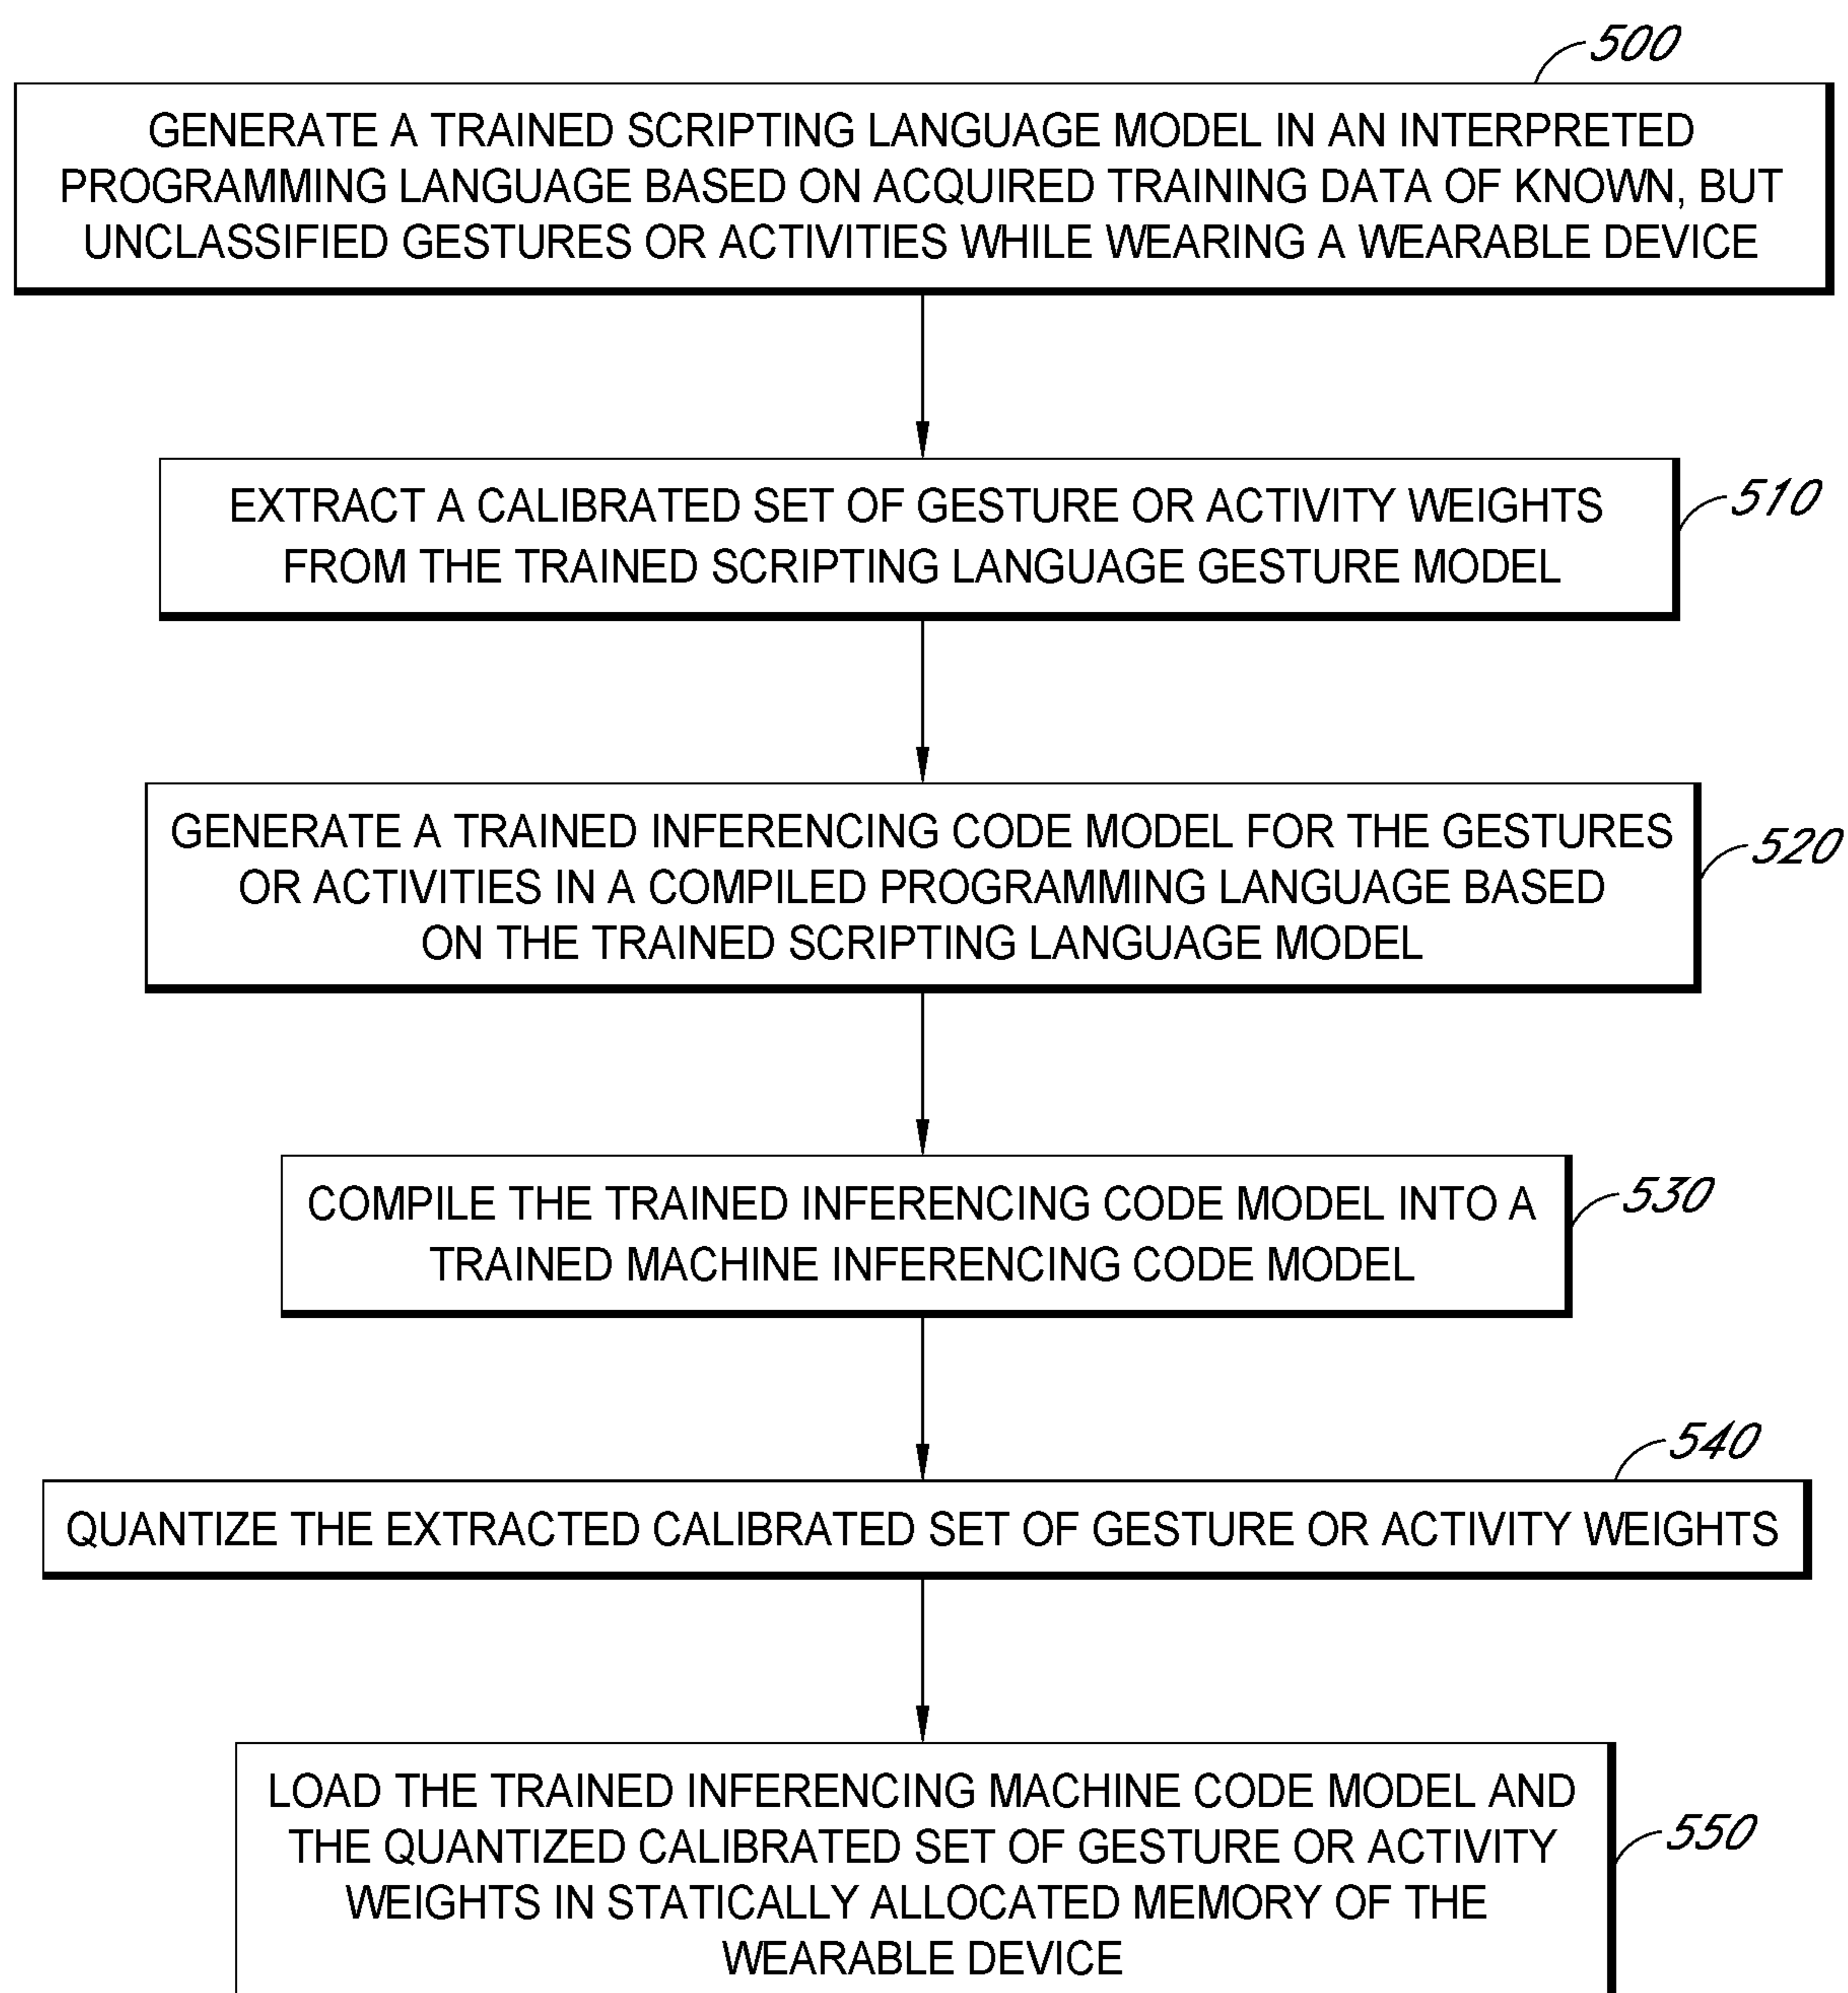 500
GENERATE A TRAINED SCRIPTING LANGUAGE MODEL IN AN INTERPRETED
PROGRAMMING LANGUAGE BASED ON ACQUIRED TRAINING DATA OF KNOWN, BUT
UNCLASSIFIED GESTURES OR ACTIVITIES WHILE WEARING A WEARABLE DEVICE
EXTRACT A CALIBRATED SET OF GESTURE OR ACTIVITY WEIGHTS
FROM THE TRAINED SCRIPTING LANGUAGE GESTURE MODEL
510
GENERATE A TRAINED INFERENCING CODE MODEL FOR THE GESTURES
OR ACTIVITIES IN A COMPILED PROGRAMMING LANGUAGE BASED
ON THE TRAINED SCRIPTING LANGUAGE MODEL
520
COMPILE THE TRAINED INFERENCING CODE MODEL INTO A
TRAINED MACHINE INFERENCING CODE MODEL
530
540
QUANTIZE THE EXTRACTED CALIBRATED SET OF GESTURE OR ACTIVITY WEIGHTS
LOAD THE TRAINED INFERENCING MACHINE CODE MODEL AND
THE QUANTIZED CALIBRATED SET OF GESTURE OR ACTIVITY
WEIGHTS IN STATICALLY ALLOCATED MEMORY OF THE
WEARABLE DEVICE
550